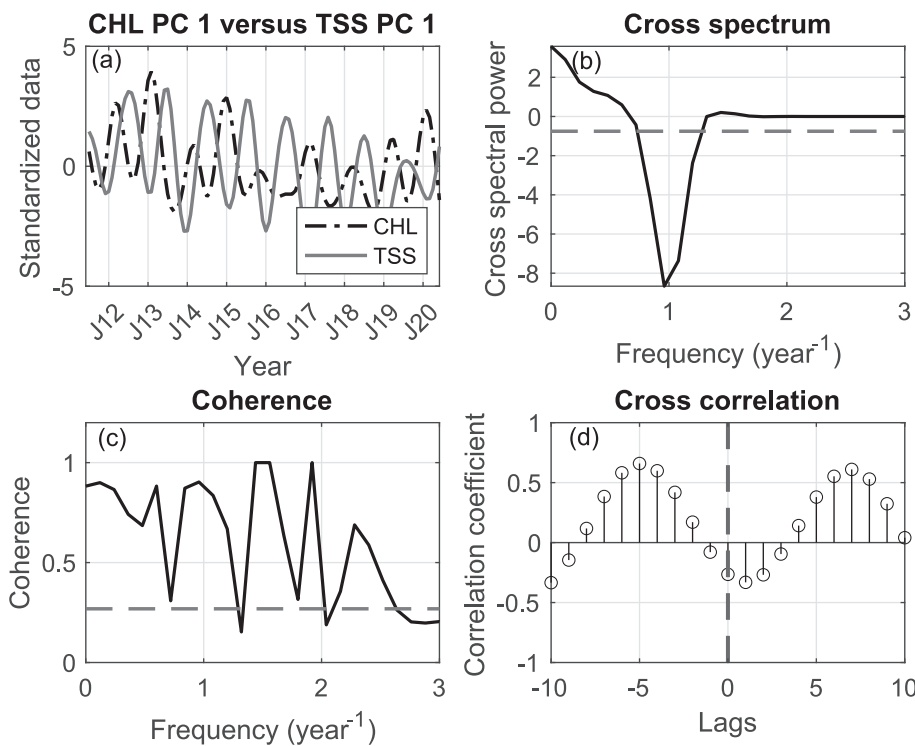 CHL PC 1 versus TSS PC 1
(a)
Standardized data
5
0
-5
CHL
TSS
J12 J13 J14 J15 J16 J17 J18 J19 J20
Year
Cross spectrum
(b)
Cross spectral power
2
0
-2
-4
-6
-8
0 1 2 3
Frequency (year⁻¹)
Coherence
(c)
Coherence
1
0.5
0
0 1 2 3
Frequency (year⁻¹)
Cross correlation
(d)
Correlation coefficient
1
0.5
0
-0.5
-1
-10 -5 0 5 10
Lags